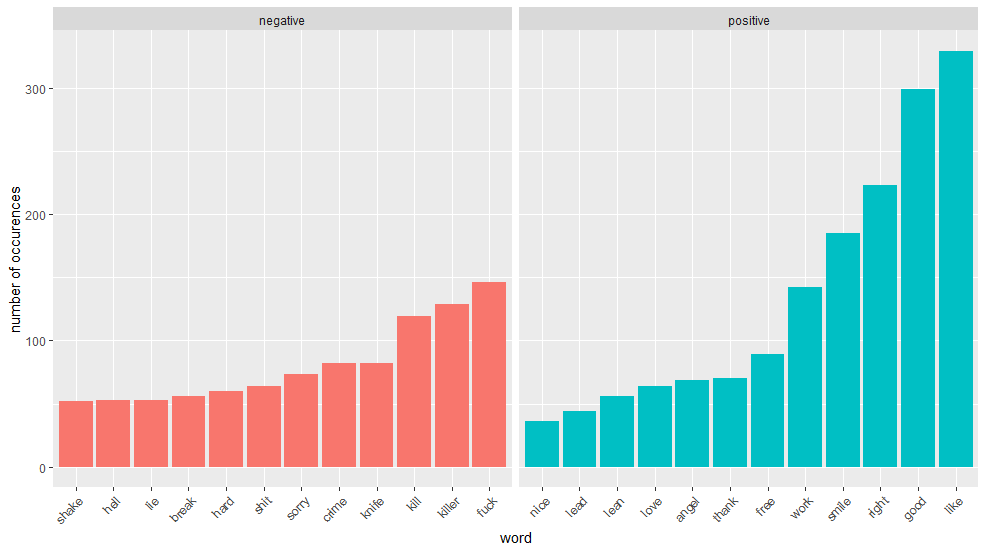 negative positive
number of occurences
300
200
100
0
shake hell lie break hard shit sorry crime knife kill killer fuck nice lead lean love angel thank free work smile right good like
word